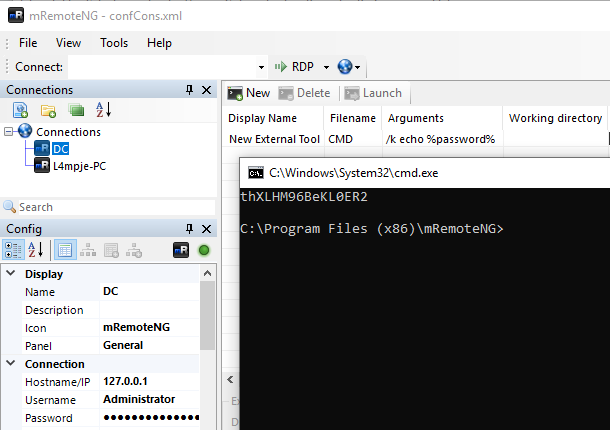 mRemoteNG - confCons.xml
File View Tools Help
Connect: RDP
Connections
New Delete Launch
Display Name Filename Arguments Working directory
New External Tool CMD /k echo %password%
Connections
DC
L4mpje-PC
C:\Windows\System32\cmd.exe
thXLHM96BeKL0ER2
C:\Program Files (x86)\mRemoteNG>
Search
Config
Display
Name DC
Description
Icon mRemoteNG
Panel General
Connection
Hostname/IP 127.0.0.1
Username Administrator
Password ●●●●●●●●●●●●●●●●